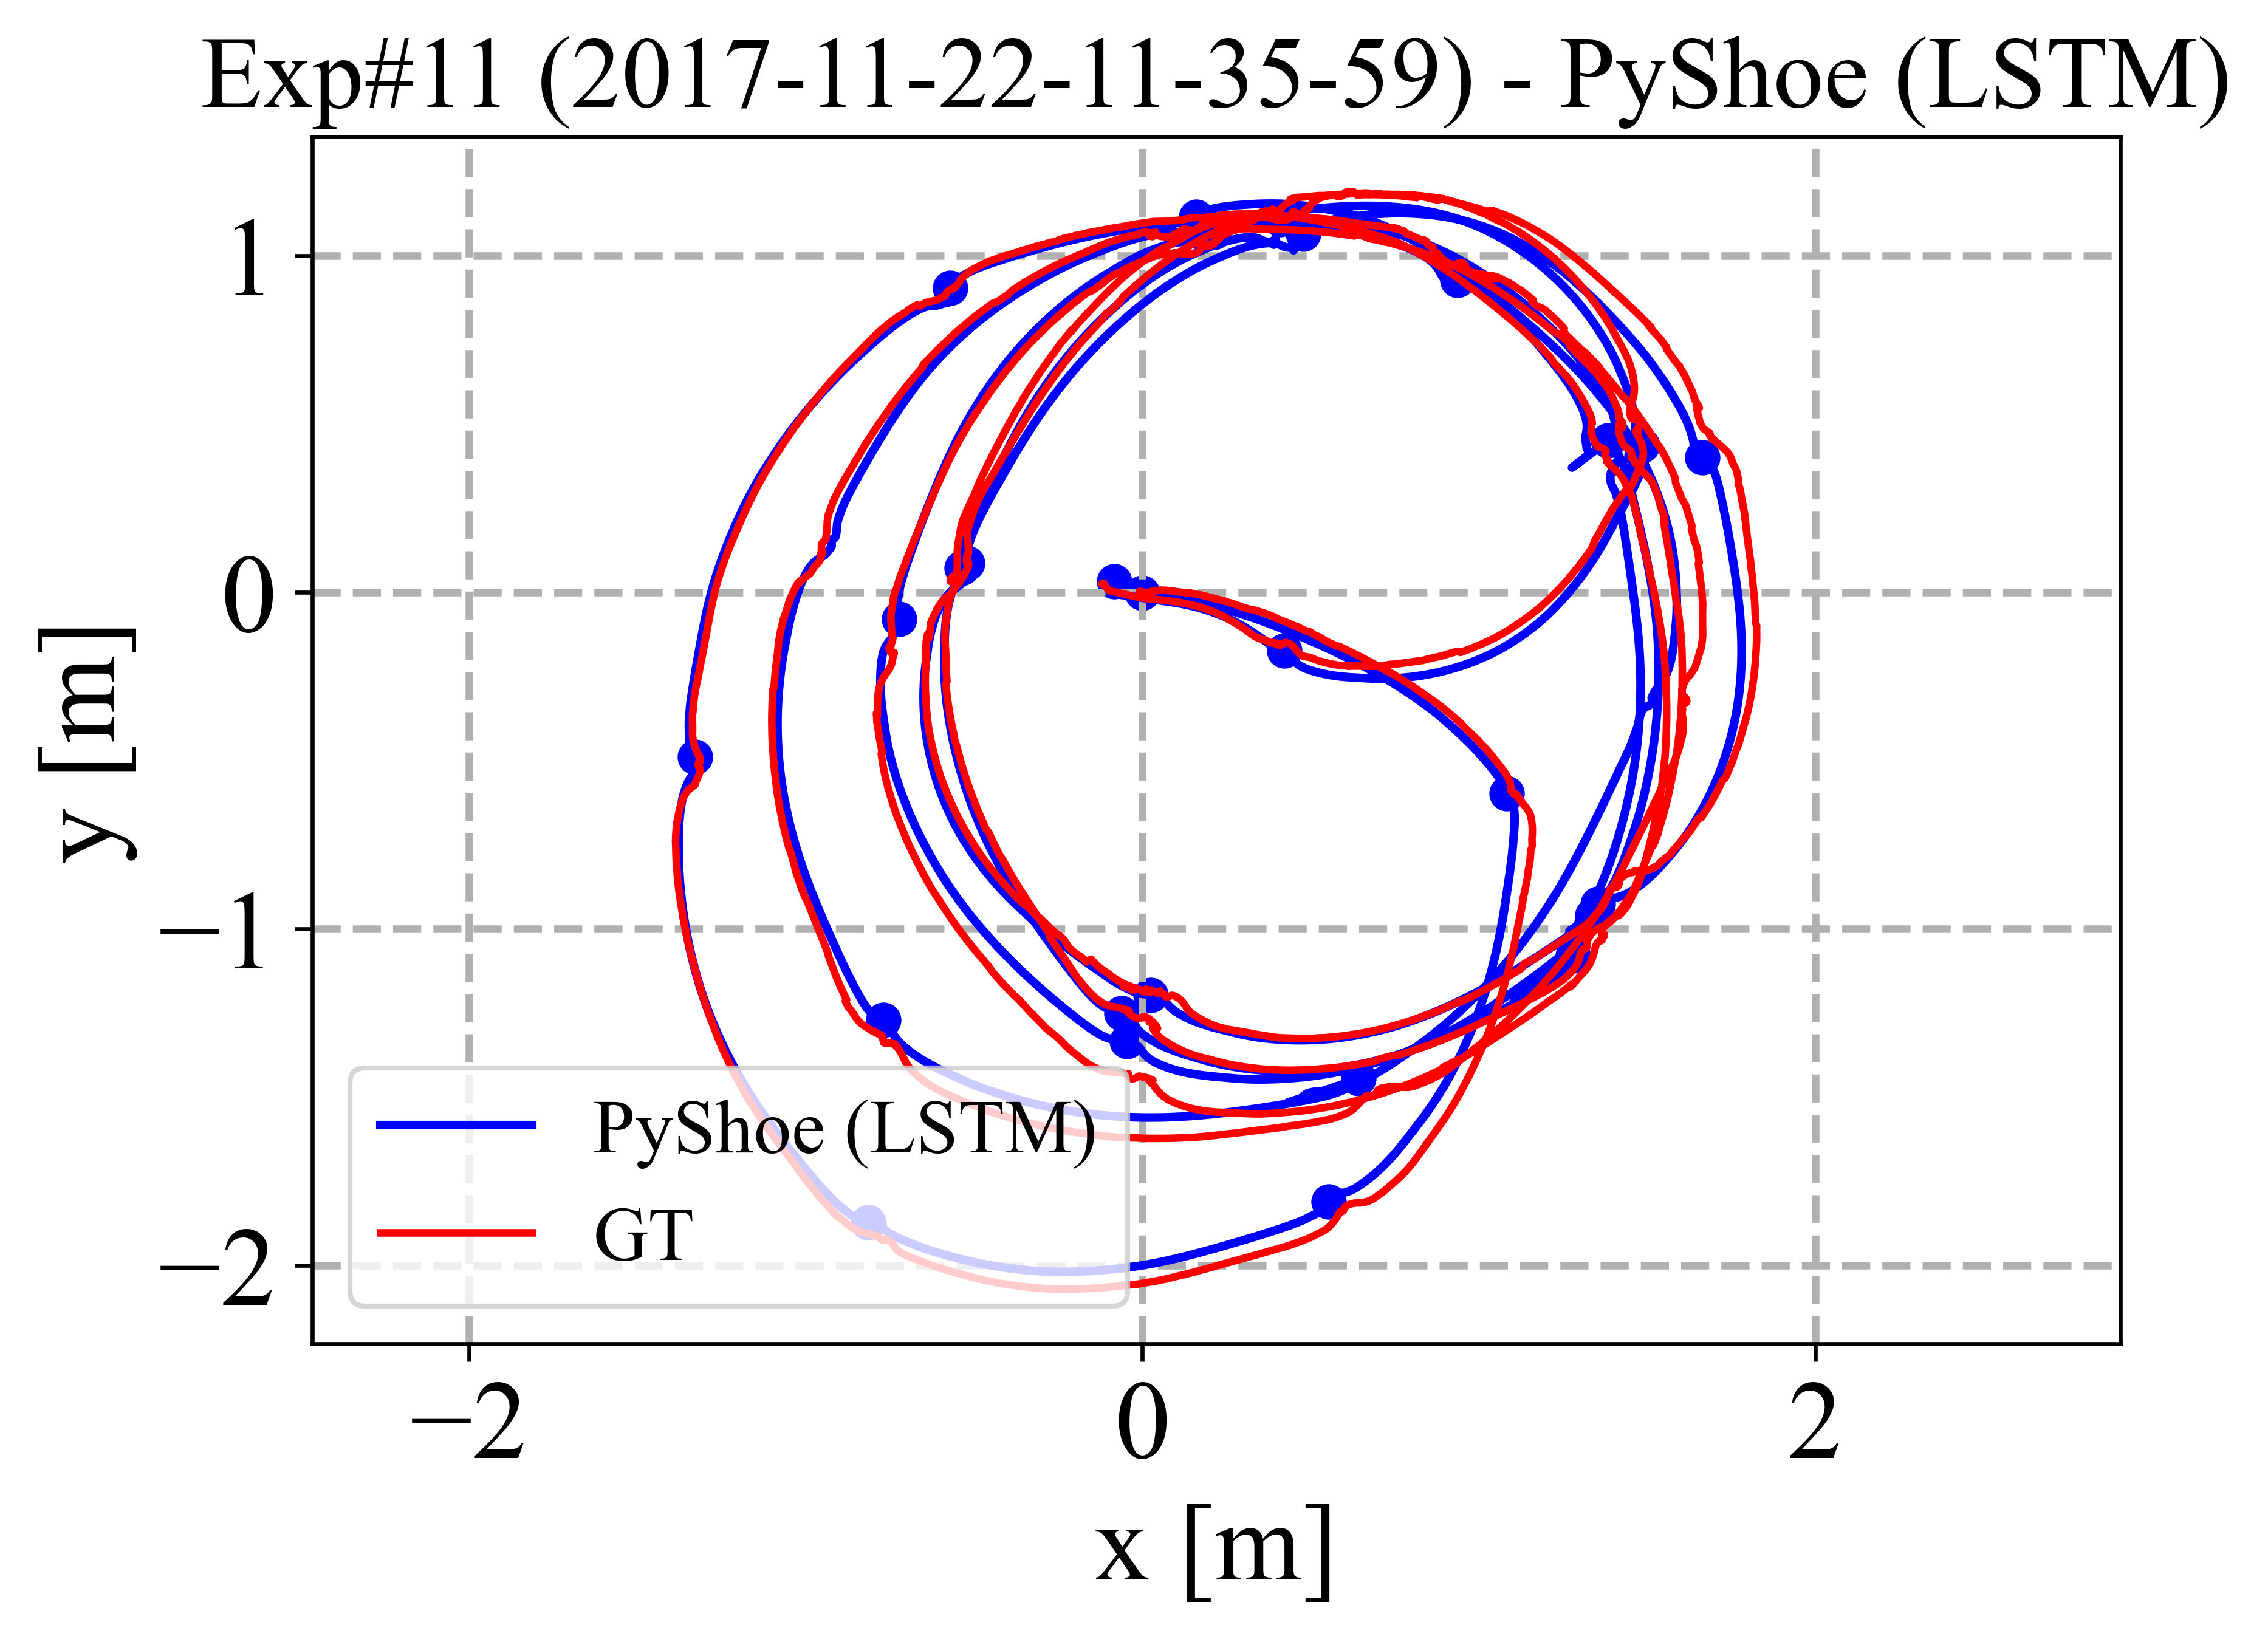 Exp#11 (2017-11-22-11-35-59)) - PyShoe (LSTM)
1
0
−1
−2
y [m]
PyShoe (LSTM)
GT
−2 0 2
x [m]